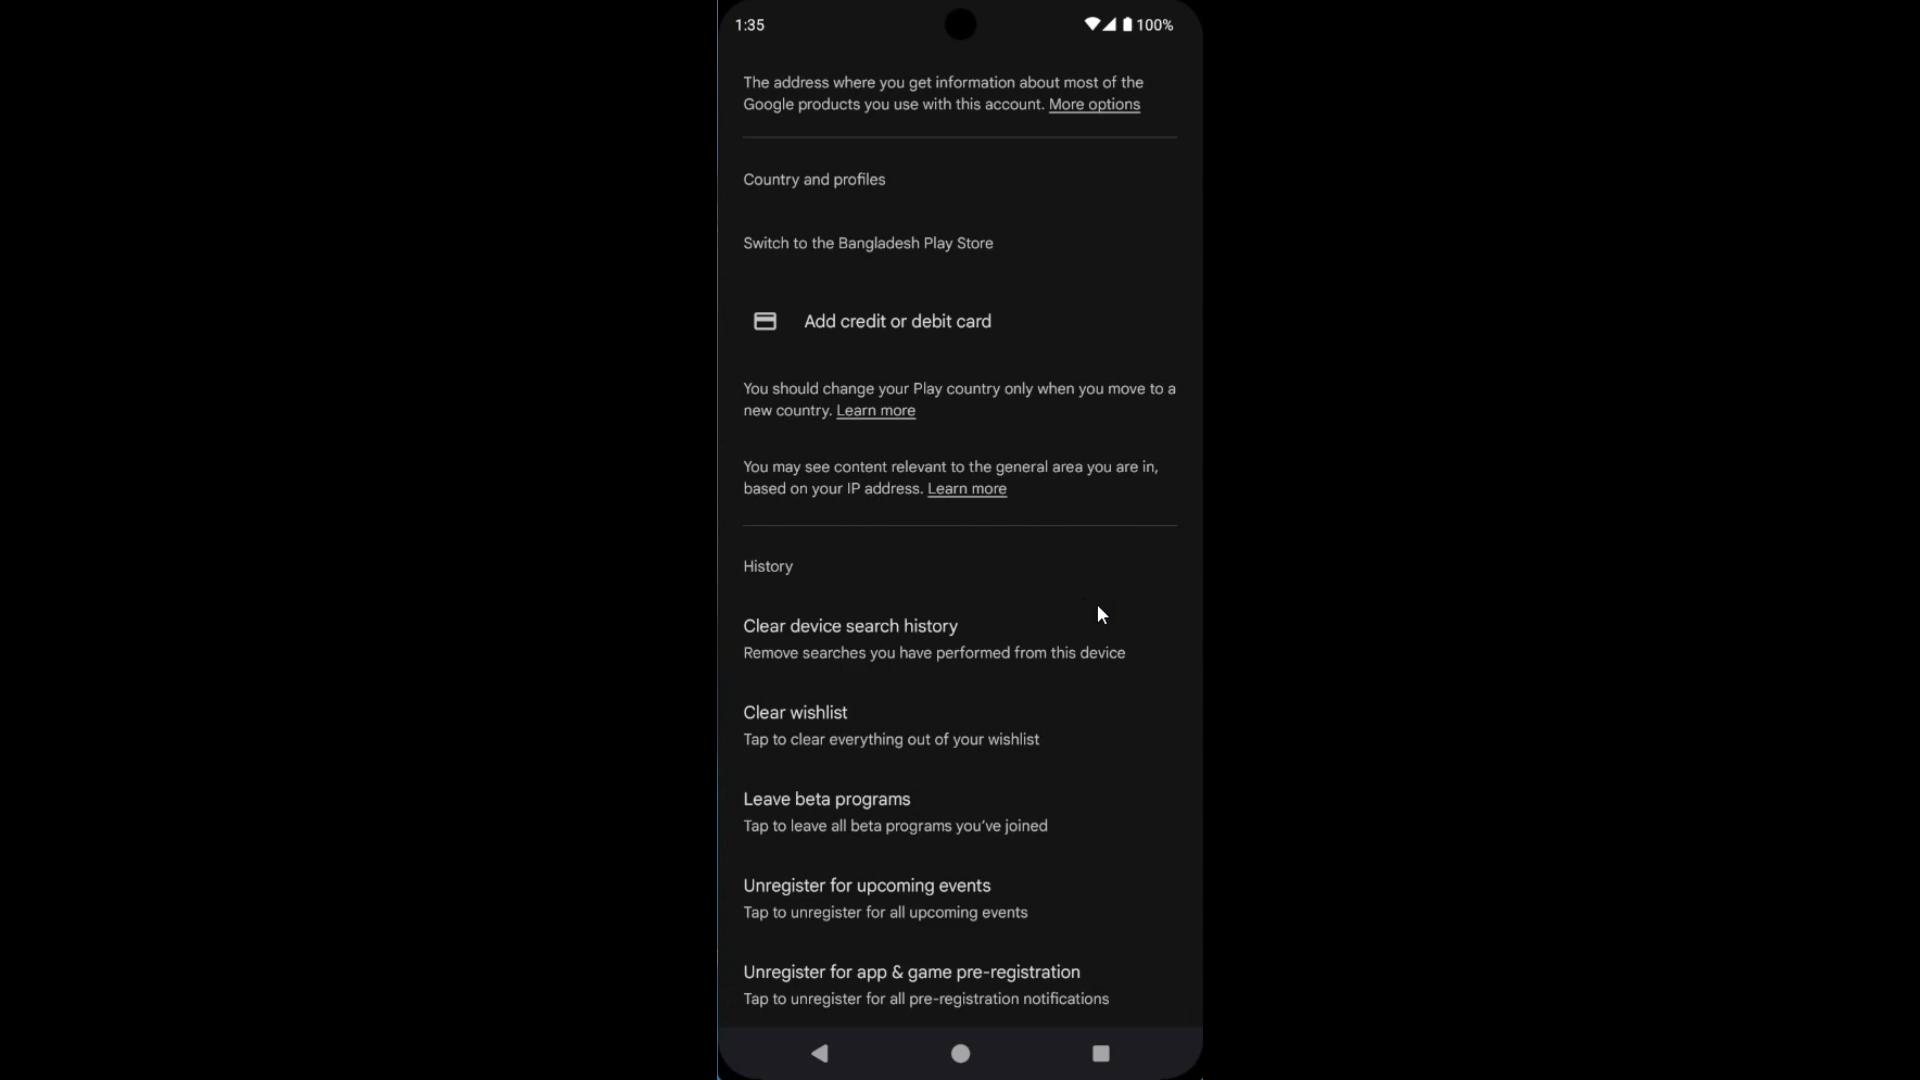 1:35
100%
The address where you get information about most of the
Google products you use with this account. More options
Country and profiles
Switch to the Bangladesh Play Store
Add credit or debit card
You should change your Play country only when you move to a
new country. Learn more
You may see content relevant to the general area you are in,
based on your IP address. Learn more
History
Clear device search history
Remove searches you have performed from this device
Clear wishlist
Tap to clear everything out of your wishlist
Leave beta programs
Tap to leave all beta programs you’ve joined
Unregister for upcoming events
Tap to unregister for all upcoming events
Unregister for app & game pre-registration
Tap to unregister for all pre-registration notifications